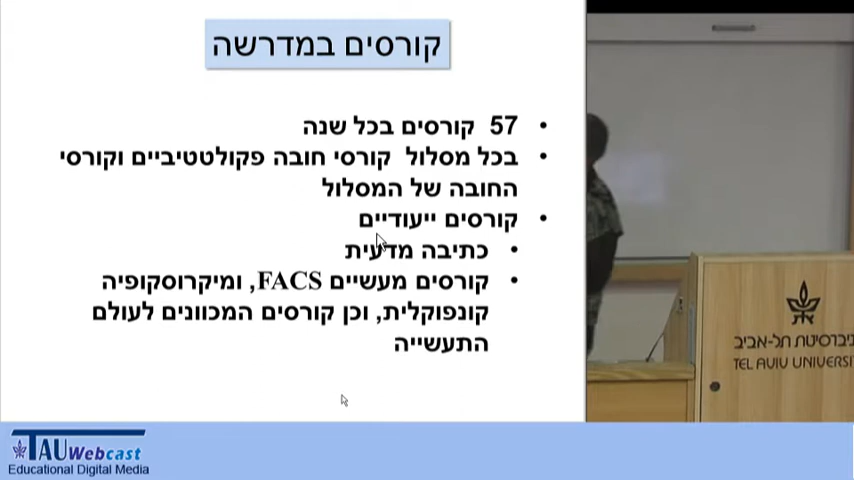 קורסים במדרשה
• 57 קורסים בכל שנה
• בכל מסלול קורסי חובה פקולטטיביים וקורסי
החובה של המסלול
• קורסים ייעודיים
• כתיבה מדעית
• קורסים מעשיים FACS, ומיקרוסקופיה
קונפוקלית, וכן קורסים המכוונים לעולם
התעשייה
אוניברסיטת תל-אביב
TEL AVIV UNIVERSI
TAU Webcast
Educational Digital Media